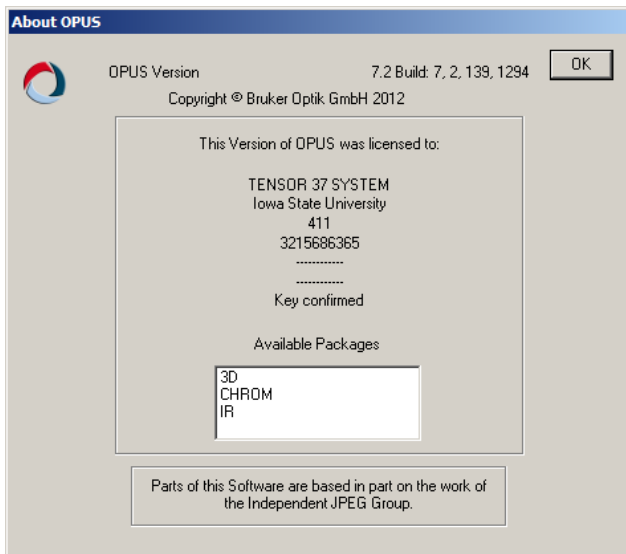 About OPUS
OPUS Version 7.2 Build: 7, 2, 139, 1294 OK
Copyright © Bruker Optik GmbH 2012
This Version of OPUS was licensed to:
TENSOR 37 SYSTEM
Iowa State University
411
3215686365
------------
------------
Key confirmed
Available Packages
3D
CHROM
IR
Parts of this Software are based in part on the work of
the Independent JPEG Group.